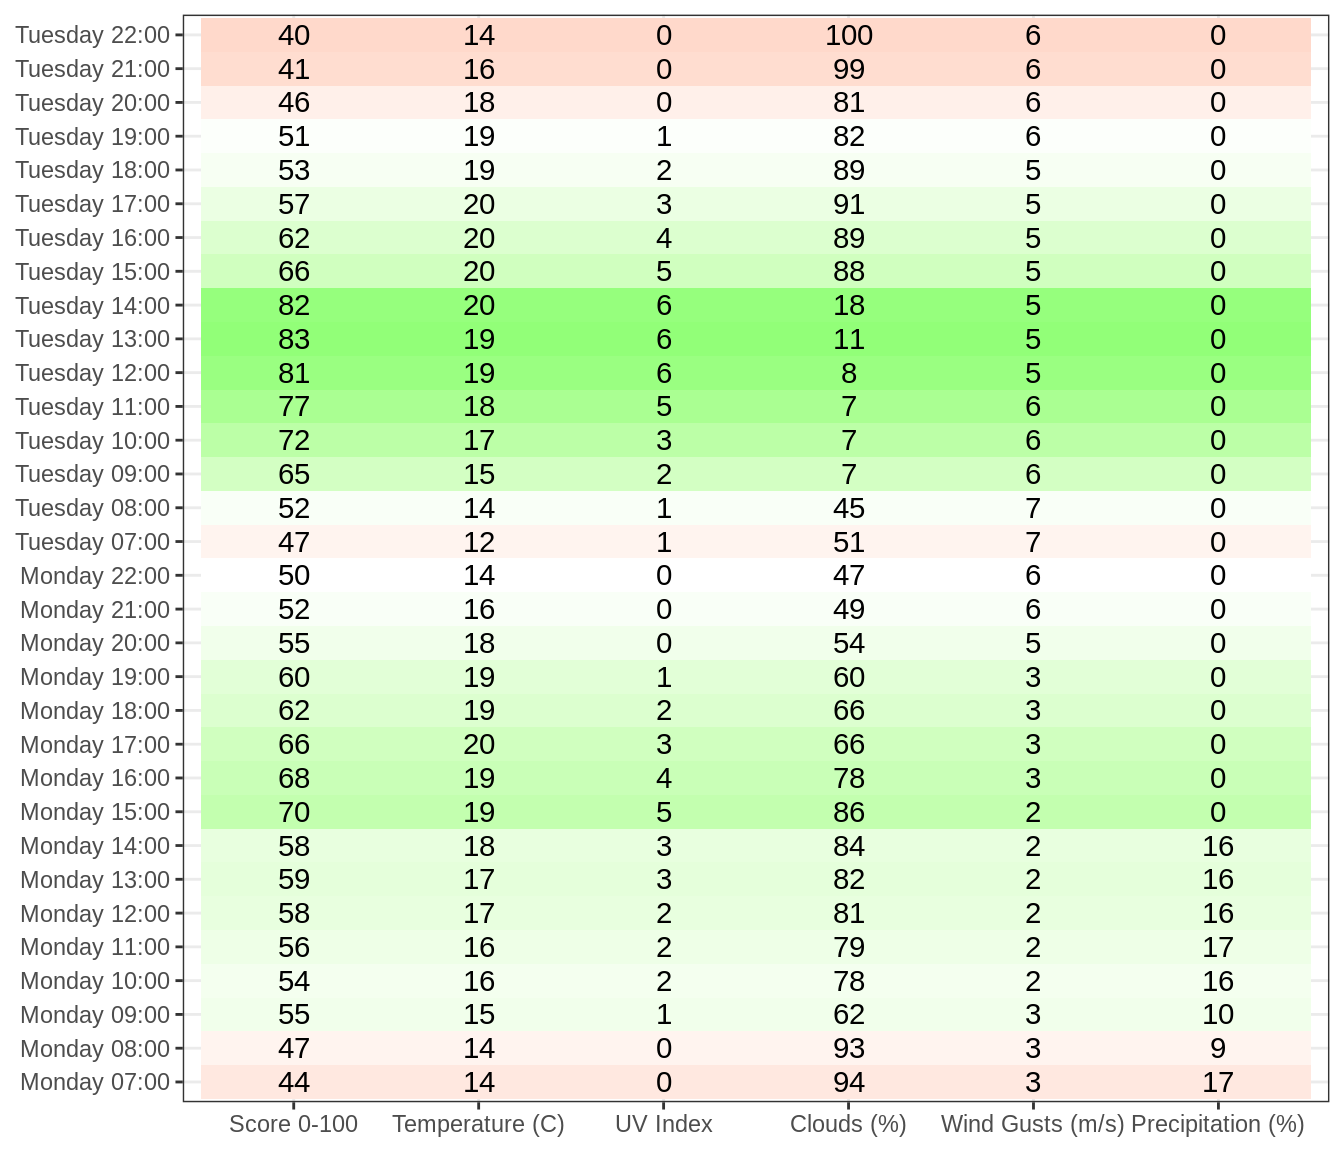 Tuesday 22:00 40 14 0 100 6 0
Tuesday 21:00 41 16 0 99 6 0
Tuesday 20:00 46 18 0 81 6 0
Tuesday 19:00 51 19 1 82 6 0
Tuesday 18:00 53 19 2 89 5 0
Tuesday 17:00 57 20 3 91 5 0
Tuesday 16:00 62 20 4 89 5 0
Tuesday 15:00 66 20 5 88 5 0
Tuesday 14:00 82 20 6 18 5 0
Tuesday 13:00 83 19 6 11 5 0
Tuesday 12:00 81 19 6 8 5 0
Tuesday 11:00 77 18 5 7 6 0
Tuesday 10:00 72 17 3 7 6 0
Tuesday 09:00 65 15 2 7 6 0
Tuesday 08:00 52 14 1 45 7 0
Tuesday 07:00 47 12 1 51 7 0
Monday 22:00 50 14 0 47 6 0
Monday 21:00 52 16 0 49 6 0
Monday 20:00 55 18 0 54 5 0
Monday 19:00 60 19 1 60 3 0
Monday 18:00 62 19 2 66 3 0
Monday 17:00 66 20 3 66 3 0
Monday 16:00 68 19 4 78 3 0
Monday 15:00 70 19 5 86 2 0
Monday 14:00 58 18 3 84 2 16
Monday 13:00 59 17 3 82 2 16
Monday 12:00 58 17 2 81 2 16
Monday 11:00 56 16 2 79 2 17
Monday 10:00 54 16 2 78 2 16
Monday 09:00 55 15 1 62 3 10
Monday 08:00 47 14 0 93 3 9
Monday 07:00 44 14 0 94 3 17
Score 0-100 Temperature (C) UV Index Clouds (%) Wind Gusts (m/s) Precipitation (%)